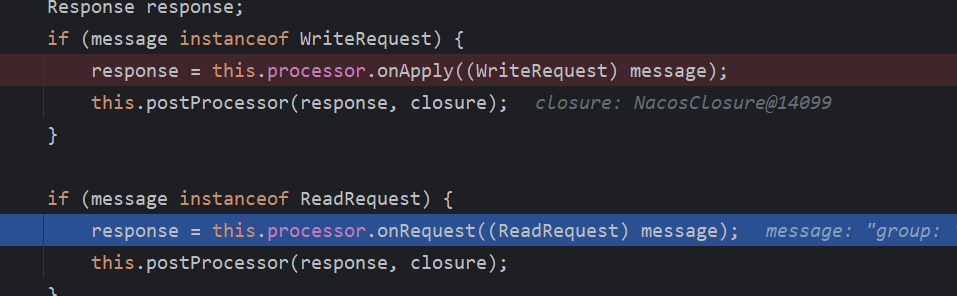 Response response;
if (message instanceof WriteRequest) {
response = this.processor.onApply((WriteRequest) message);
this.postProcessor(response, closure);   closure: NacosClosure@14099
}
if (message instanceof ReadRequest) {
response = this.processor.onRequest((ReadRequest) message);   message: "group:
this.postProcessor(response, closure);
}